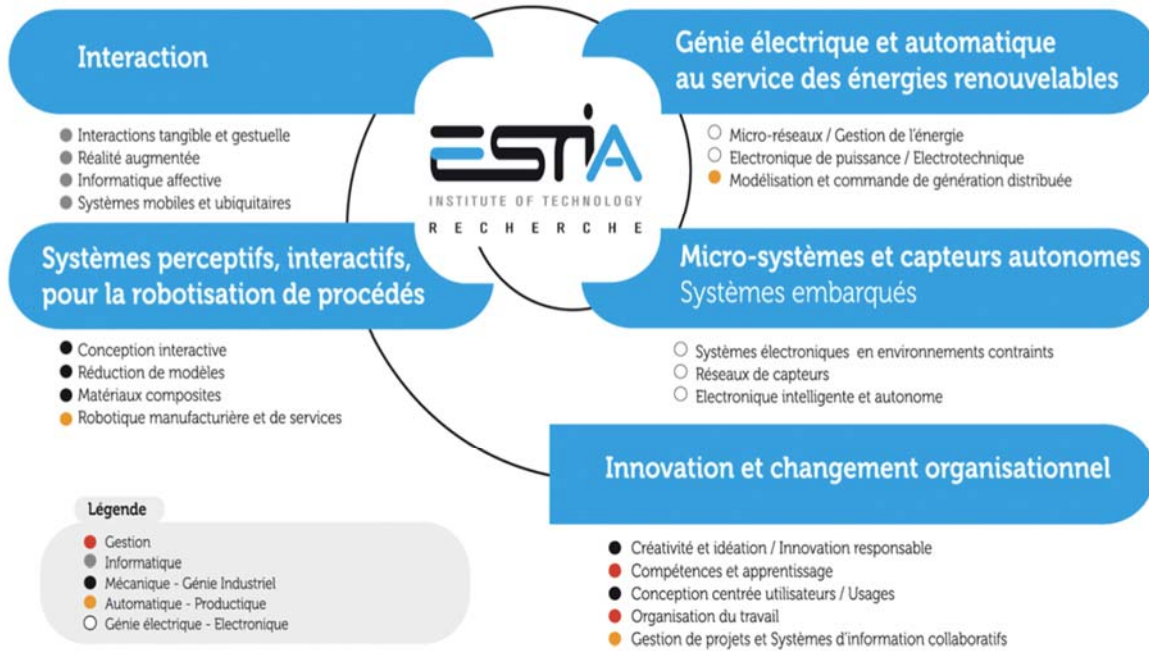 Interaction
Interactions tangible et gestuelle
Réalité augmentée
Informatique affective
Systèmes mobiles et ubiquitaires
ESTIA
INSTITUTE OF TECHNOLOGY
RECHERCHE
Génie électrique et automatique
au service des énergies renouvelables
Micro-réseaux / Gestion de l'énergie
Electronique de puissance / Electrotechnique
Modélisation et commande de génération distribuée
Systèmes perceptifs, interactifs,
pour la robotisation de procédés
Conception interactive
Réduction de modèles
Matériaux composites
Robotique manufacturière et de services
Micro-systèmes et capteurs autonomes
Systèmes embarqués
Systèmes électroniques en environnements contraints
Réseaux de capteurs
Electronique intelligente et autonome
Innovation et changement organisationnel
Créativité et idéation / Innovation responsable
Compétences et apprentissage
Conception centrée utilisateurs / Usages
Organisation du travail
Gestion de projets et Systèmes d'information collaboratifs
Légende
Gestion
Informatique
Mécanique - Génie Industriel
Automatique - Productique
Génie électrique - Electronique